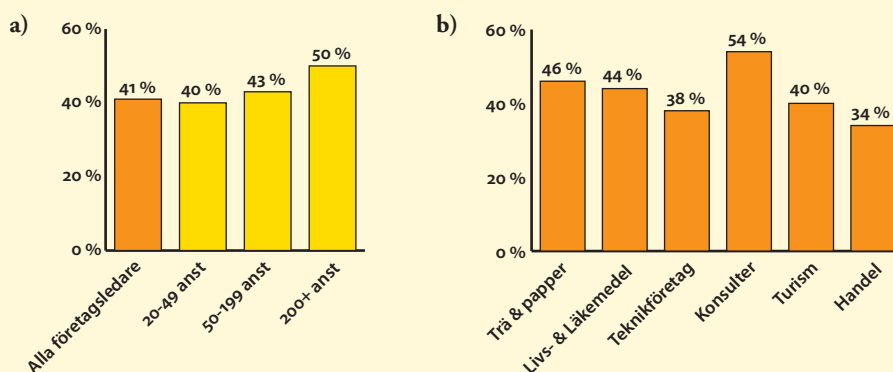 a)
60 %
40 %
20 %
0 %
41 %
40 %
43 %
50 %
Alla företagsledare
20-49 anst
50-199 anst
200+ anst
b)
60 %
40 %
20 %
0 %
46 %
44 %
38 %
54 %
40 %
34 %
Trä & papper
Livs- & Läkemedel
Teknikföretag
Konsulter
Turism
Handel